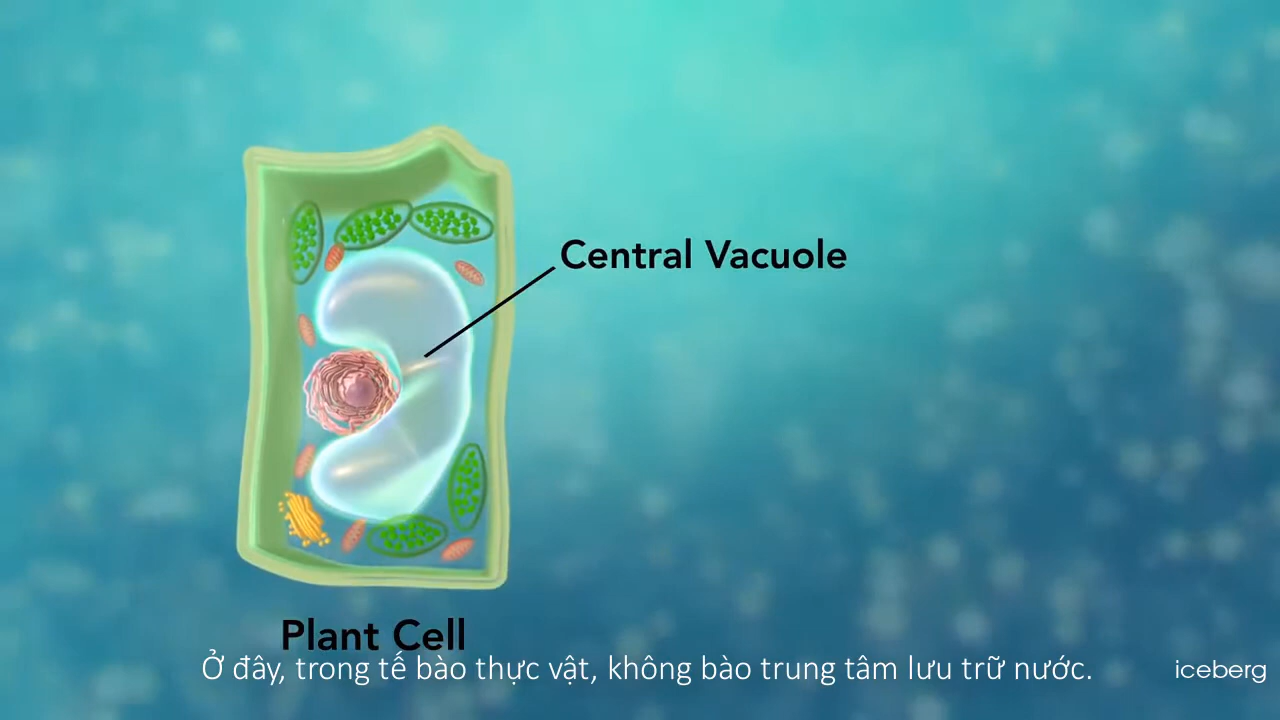 Central Vacuole
Plant Cell
Ở đây, trong tế bào thực vật, không bào trung tâm lưu trữ nước.
iceberg